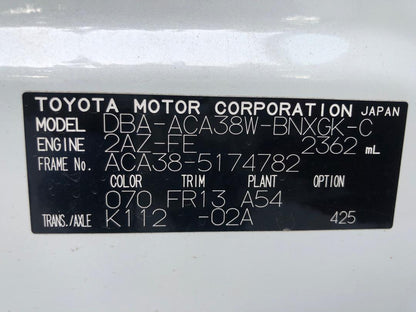 TOYOTA MOTOR CORPORATION JAPAN
MODEL DBA-ACA38W-BNXGK-C
ENGINE 2AZ-FE 2362 mL
FRAME No. ACA38-5174782
COLOR TRIM PLANT OPTION
070 FR13 A54
TRANS./AXLE K112 -02A 425